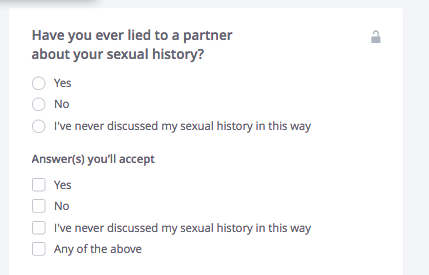 Have you ever lied to a partner
about your sexual history?
Yes
No
I've never discussed my sexual history in this way
Answer(s) you'll accept
Yes
No
I've never discussed my sexual history in this way
Any of the above